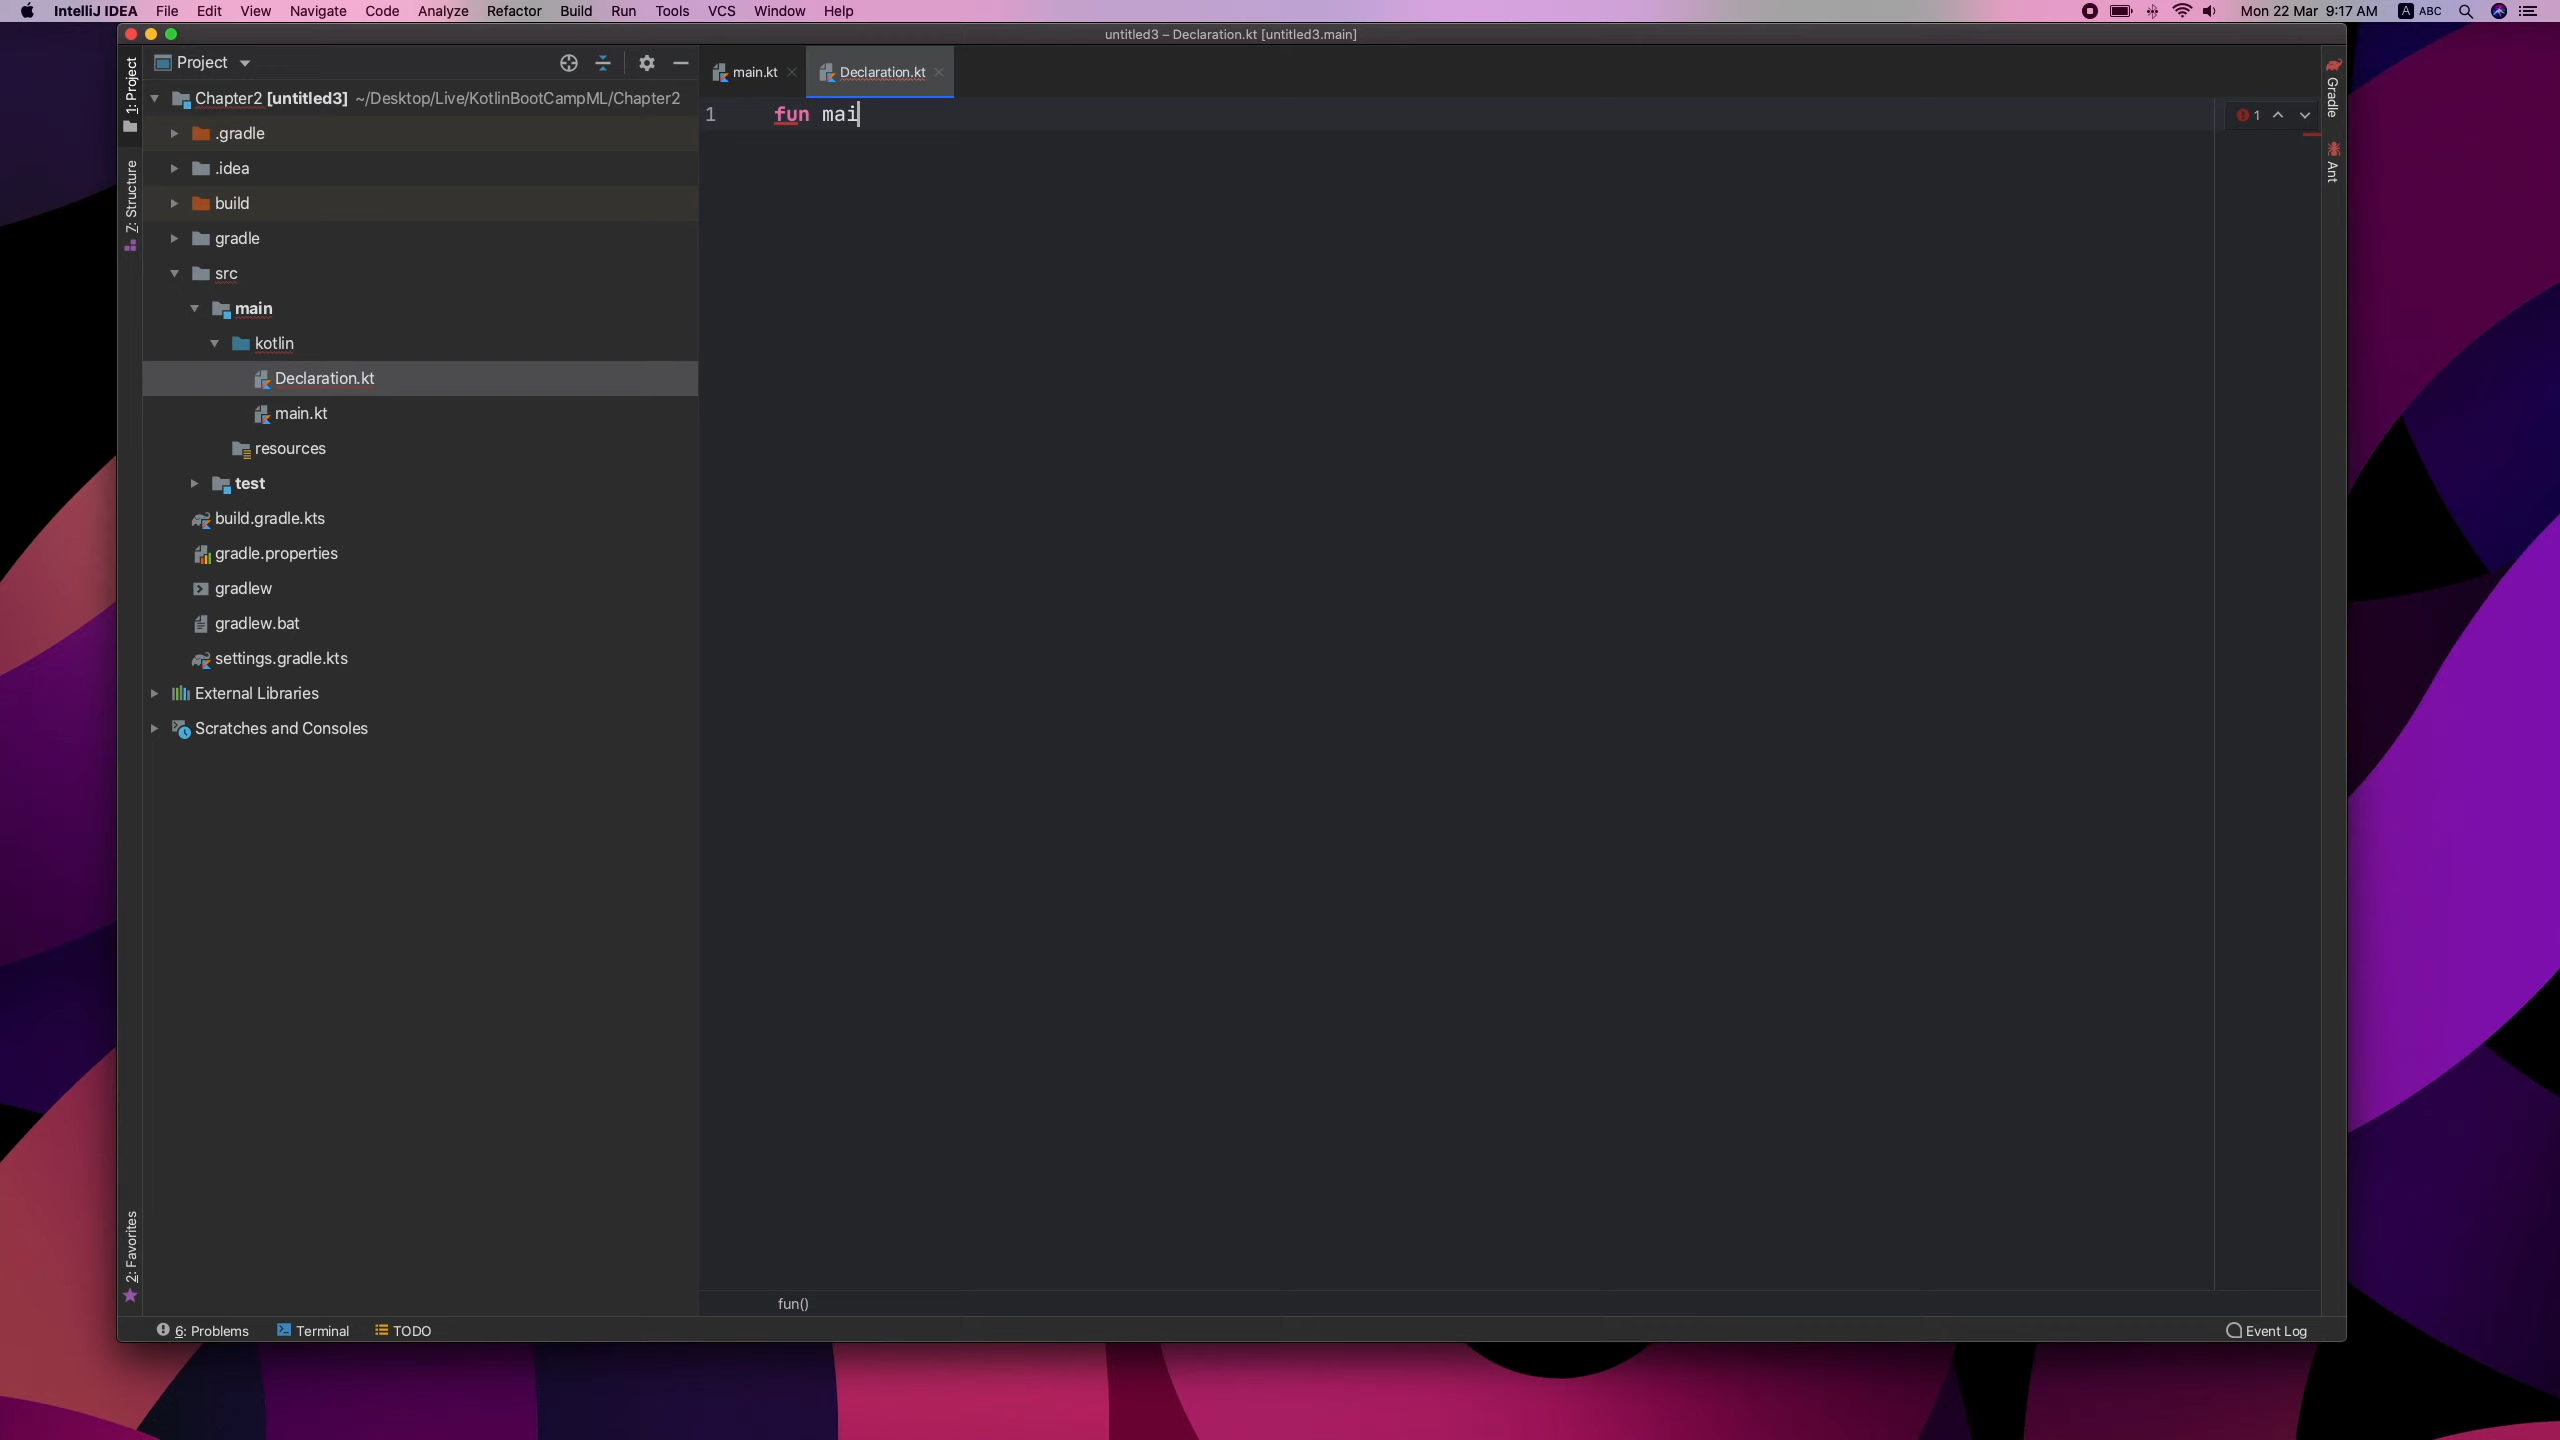 IntelliJ IDEA File Edit View Navigate Code Analyze Refactor Build Run Tools VCS Window Help Mon 22 Mar 9:17 AM A ABC
untitled3 – Declaration.kt [untitled3.main]
Project
main.kt
Declaration.kt
Chapter2 [untitled3] ~/Desktop/Live/KotlinBootCampML/Chapter2
.gradle
.idea
build
gradle
src
main
kotlin
Declaration.kt
main.kt
resources
test
build.gradle.kts
gradle.properties
gradlew
gradlew.bat
settings.gradle.kts
External Libraries
Scratches and Consoles
1: Project
7: Structure
2: Favorites
1 fun mai
1
Gradle
Ant
fun()
6: Problems Terminal TODO Event Log